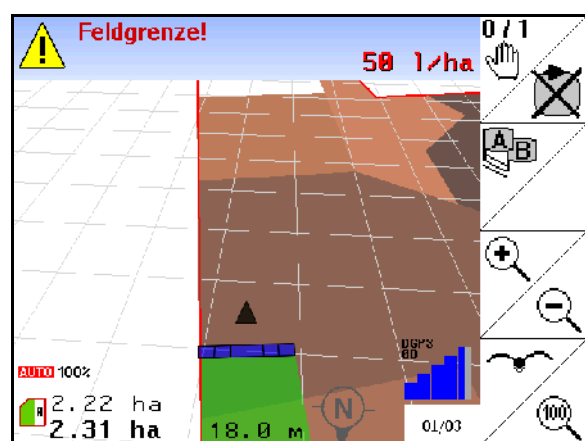 Feldgrenze!
50 l/ha
0 / 1
A
B
DGPS
AUTO 100%
2.22 ha
2.31 ha
18.0 m
N
01/03
100